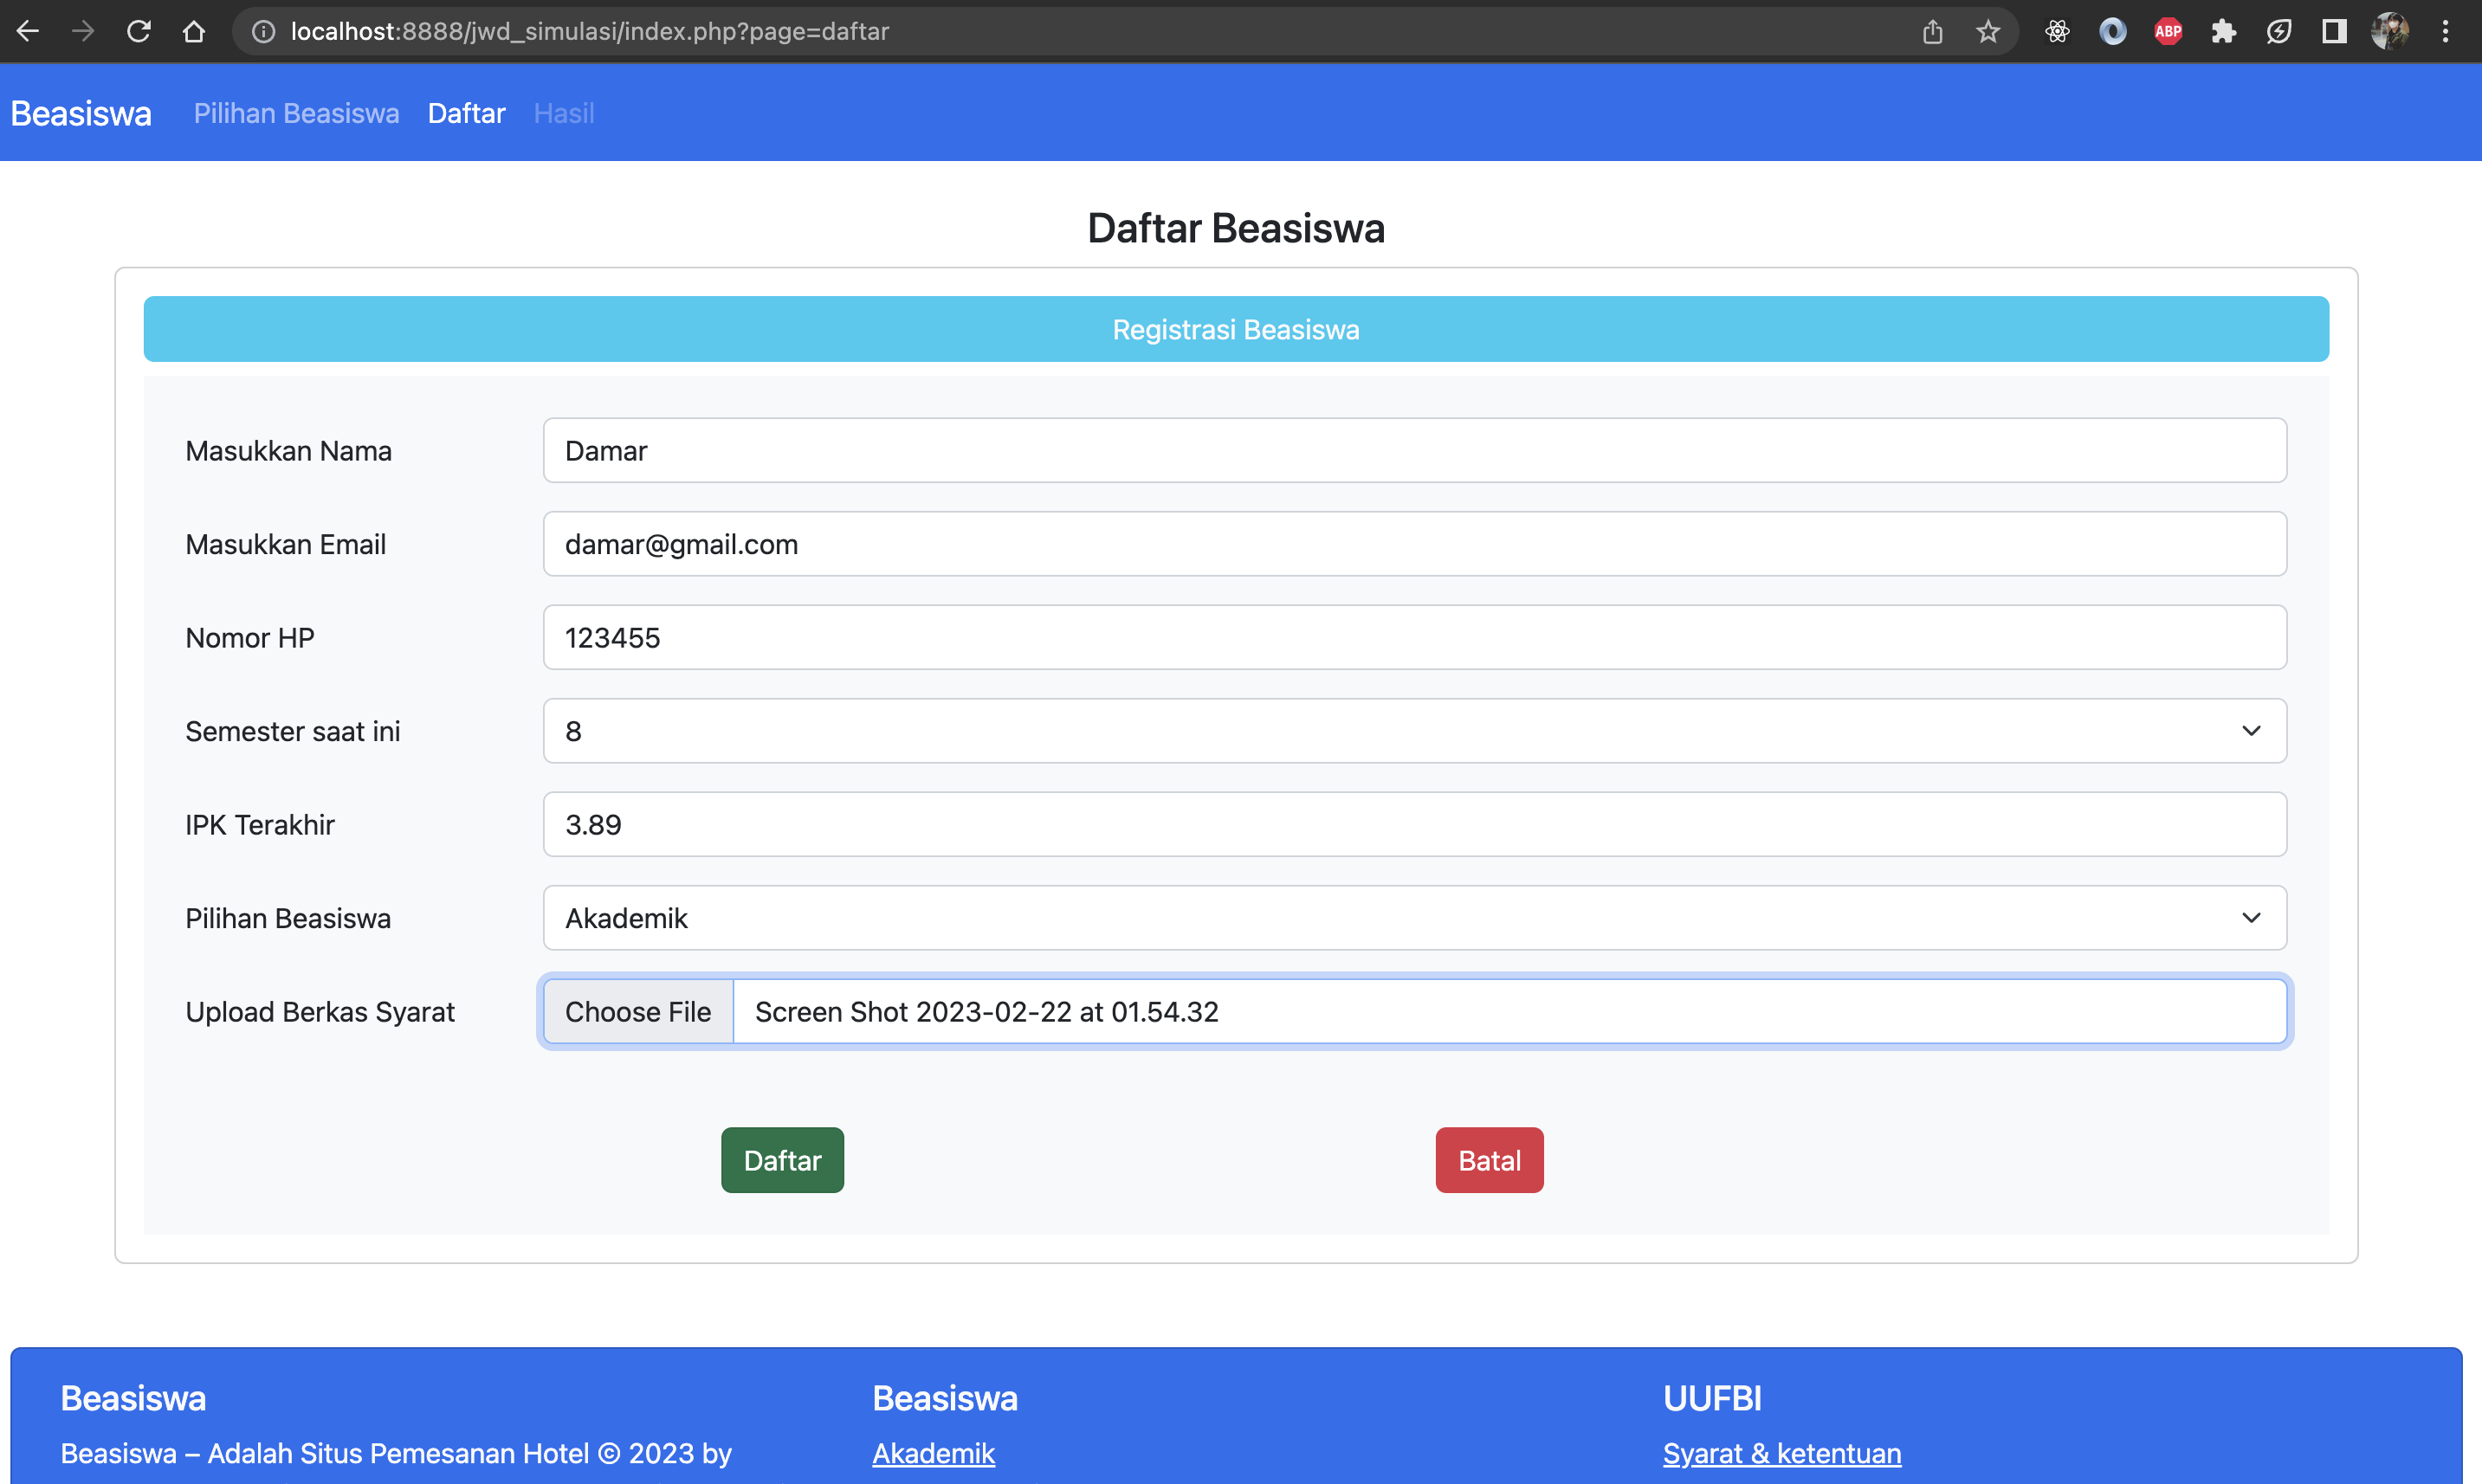 localhost:8888/jwd_simulasi/index.php?page=daftar
ABP
Beasiswa Pilihan Beasiswa Daftar Hasil
Daftar Beasiswa
Registrasi Beasiswa
Masukkan Nama Damar
Masukkan Email damar@gmail.com
Nomor HP 123455
Semester saat ini 8
IPK Terakhir 3.89
Pilihan Beasiswa Akademik
Upload Berkas Syarat Choose File Screen Shot 2023-02-22 at 01.54.32
Daftar Batal
Beasiswa Beasiswa UUFBI
Beasiswa – Adalah Situs Pemesanan Hotel © 2023 by Akademik Syarat & ketentuan